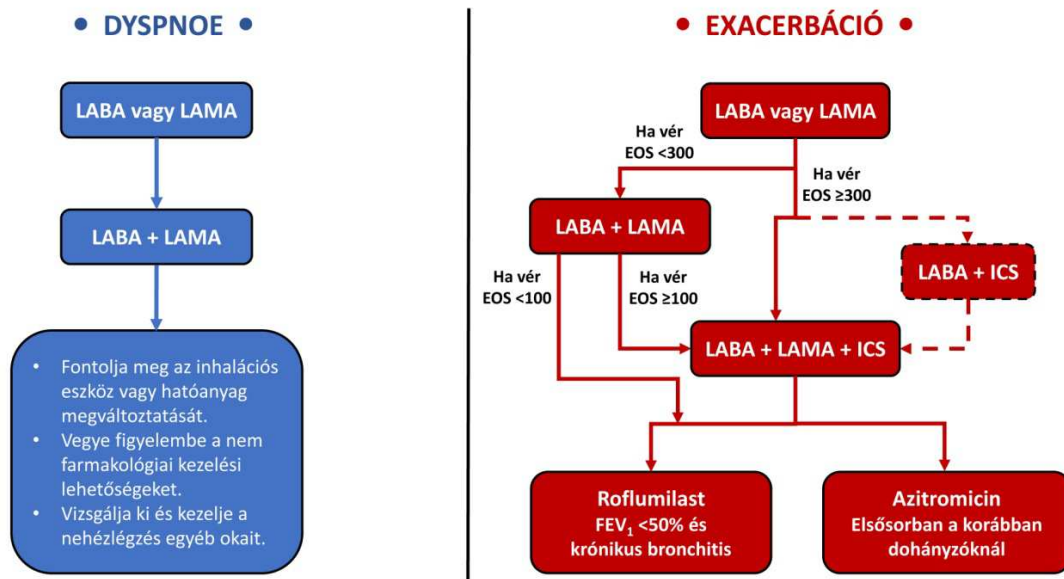 • DYSPNOE •
LABA vagy LAMA
LABA + LAMA
• Fontolja meg az inhalációs
eszköz vagy hatóanyag
megváltoztatását.
• Vegye figyelembe a nem
farmakológiai kezelési
lehetőségeket.
• Vizsgálja ki és kezelje a
nehézlégzés egyéb okait.
• EXACERBÁCIÓ •
LABA vagy LAMA
Ha vér
EOS <300
Ha vér
EOS ≥300
LABA + LAMA
LABA + ICS
Ha vér
EOS <100
Ha vér
EOS ≥100
LABA + LAMA + ICS
Roflumilast
FEV₁ <50% és
krónikus bronchitis
Azitromicin
Elsősorban a korábban
dohányzóknál